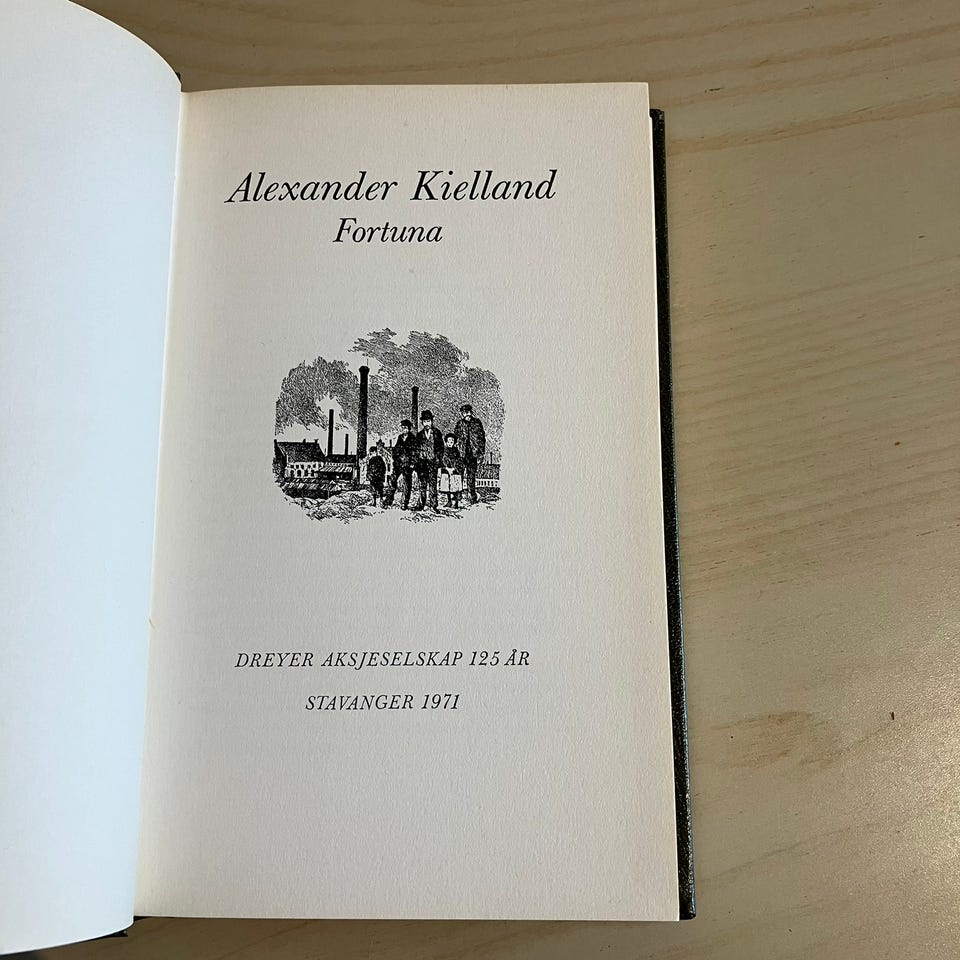 Alexander Kielland
Fortuna
DREYER AKSJESELSKAP 125 ÅR
STAVANGER 1971